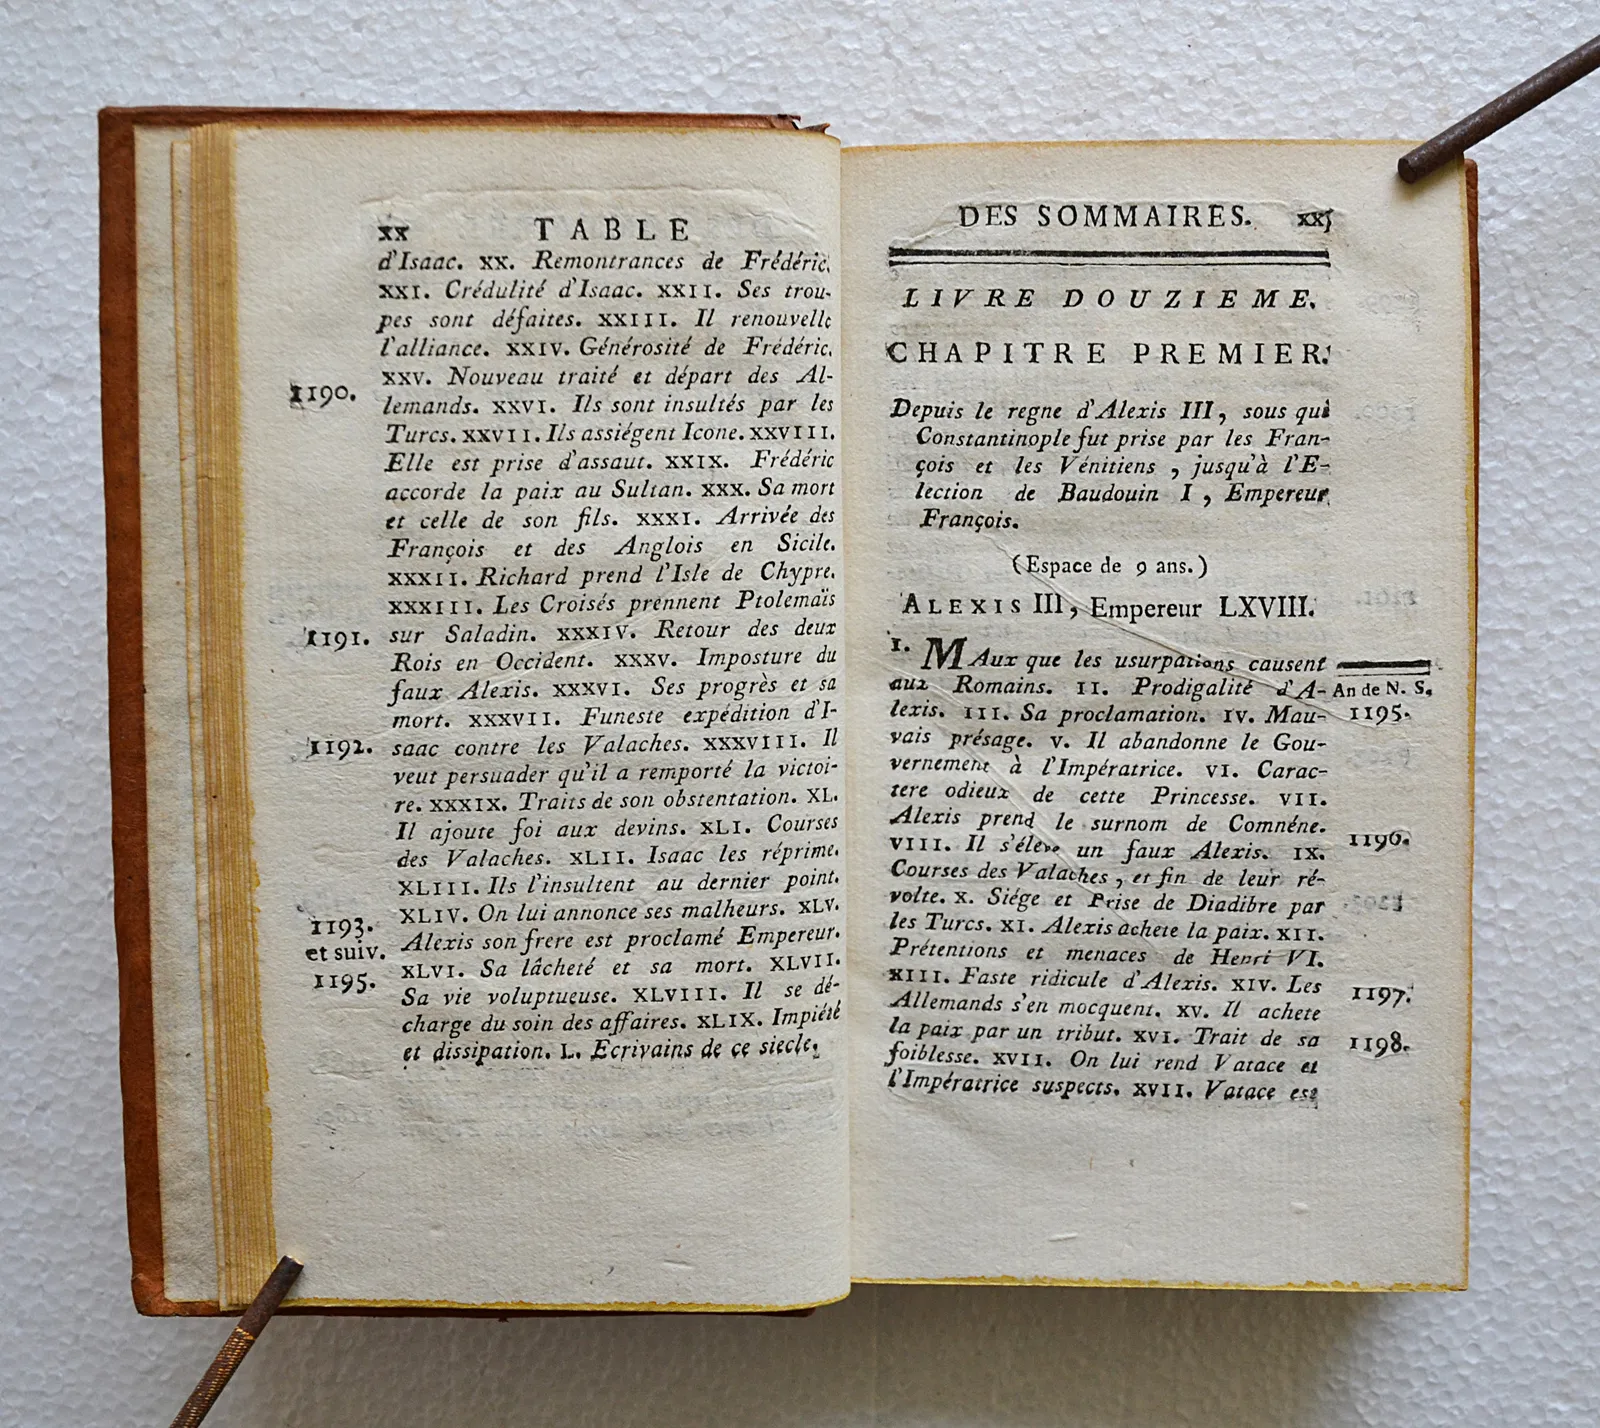 xx TABLE
d'Isaac. XX. Remontrances de Frédéric.
XXI. Crédulité d'Isaac. XXII. Ses trou-
pes sont défaites. XXIII. Il renouvelle
l'alliance. XXIV. Générosité de Frédéric.
XXV. Nouveau traité et départ des Al-
1190. lemands. XXVI. Ils sont insultés par les
Turcs. XXVII. Ils assiégent Icone. XXVIII.
Elle est prise d'assaut. XXIX. Frédéric
accorde la paix au Sultan. XXX. Sa mort
et celle de son fils. XXXI. Arrivée des
François et des Anglois en Sicile.
XXXII. Richard prend l'Isle de Chypre.
XXXIII. Les Croisés prennent Ptolemaïs
1191. sur Saladin. XXXIV. Retour des deux
Rois en Occident. XXXV. Imposture du
faux Alexis. XXXVI. Ses progrès et sa
mort. XXXVII. Funeste expédition d'I-
1192. saac contre les Valaches. XXXVIII. Il
veut persuader qu'il a remporté la victoi-
re. XXXIX. Traits de son obstentation. XL.
Il ajoute foi aux devins. XLI. Courses
des Valaches. XLII. Isaac les réprime.
XLIII. Ils l'insultent au dernier point.
1193. XLIV. On lui annonce ses malheurs. XLV.
et suiv. Alexis son frere est proclamé Empereur.
1195. XLVI. Sa lâcheté et sa mort. XLVII.
Sa vie voluptueuse. XLVIII. Il se dé-
charge du soin des affaires. XLIX. Impiété
et dissipation. L. Ecrivains de ce siecle.
DES SOMMAIRES. xxj
LIVRE DOUZIEME.
CHAPITRE PREMIER.
Depuis le regne d'Alexis III, sous qui
Constantinople fut prise par les Fran-
çois et les Vénitiens, jusqu'à l'E-
lection de Baudouin I, Empereur
François.
(Espace de 9 ans.)
ALEXIS III, Empereur LXVIII.
I. MAux que les usurpations causent
aux Romains. II. Prodigalité d'A- An de N. S.
lexis. III. Sa proclamation. IV. Mau- 1195.
vais présage. V. Il abandonne le Gou-
vernement à l'Impératrice. VI. Carac-
tere odieux de cette Princesse. VII.
Alexis prend le surnom de Comnéne.
VIII. Il s'éleve un faux Alexis. IX. 1196.
Courses des Valaches, et fin de leur ré-
volte. X. Siége et Prise de Diadibre par
les Turcs. XI. Alexis achete la paix. XII.
Prétentions et menaces de Henri VI.
XIII. Faste ridicule d'Alexis. XIV. Les 1197.
Allemands s'en mocquent. XV. Il achete
la paix par un tribut. XVI. Trait de sa 1198.
foiblesse. XVII. On lui rend Vatace et
l'Impératrice suspects. XVII. Vatace est